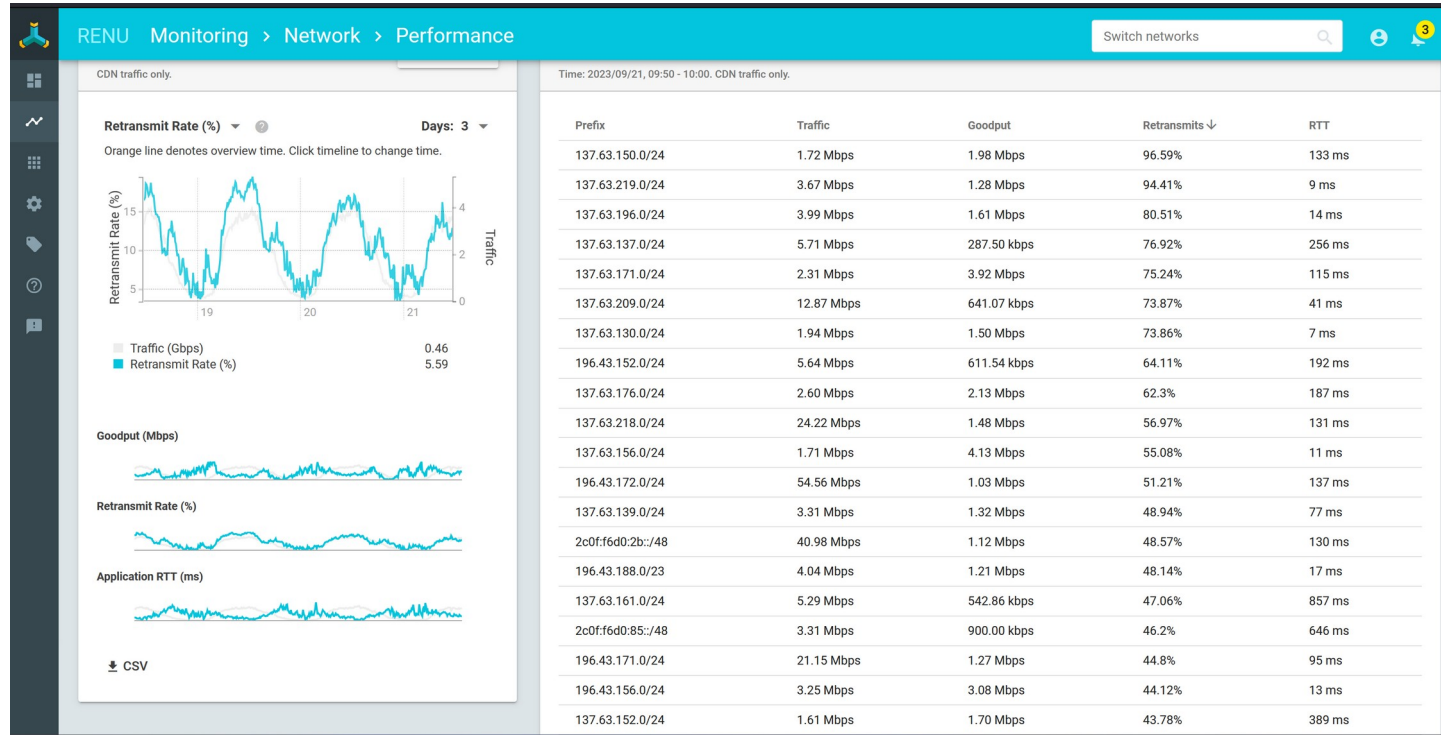 RENU Monitoring > Network > Performance
Switch networks
3
CDN traffic only.
Time: 2023/09/21, 09:50 - 10:00. CDN traffic only.
Retransmit Rate (%)
Days: 3
Orange line denotes overview time. Click timeline to change time.
Retransmit Rate (%)
15
10
5
4
2
0
Traffic
19 20 21
Traffic (Gbps) 0.46
Retransmit Rate (%) 5.59
Goodput (Mbps)
Retransmit Rate (%)
Application RTT (ms)
CSV
Prefix Traffic Goodput Retransmits RTT
137.63.150.0/24 1.72 Mbps 1.98 Mbps 96.59% 133 ms
137.63.219.0/24 3.67 Mbps 1.28 Mbps 94.41% 9 ms
137.63.196.0/24 3.99 Mbps 1.61 Mbps 80.51% 14 ms
137.63.137.0/24 5.71 Mbps 287.50 kbps 76.92% 256 ms
137.63.171.0/24 2.31 Mbps 3.92 Mbps 75.24% 115 ms
137.63.209.0/24 12.87 Mbps 641.07 kbps 73.87% 41 ms
137.63.130.0/24 1.94 Mbps 1.50 Mbps 73.86% 7 ms
196.43.152.0/24 5.64 Mbps 611.54 kbps 64.11% 192 ms
137.63.176.0/24 2.60 Mbps 2.13 Mbps 62.3% 187 ms
137.63.218.0/24 24.22 Mbps 1.48 Mbps 56.97% 131 ms
137.63.156.0/24 1.71 Mbps 4.13 Mbps 55.08% 11 ms
196.43.172.0/24 54.56 Mbps 1.03 Mbps 51.21% 137 ms
137.63.139.0/24 3.31 Mbps 1.32 Mbps 48.94% 77 ms
2c0f:f6d0:2b::/48 40.98 Mbps 1.12 Mbps 48.57% 130 ms
196.43.188.0/23 4.04 Mbps 1.21 Mbps 48.14% 17 ms
137.63.161.0/24 5.29 Mbps 542.86 kbps 47.06% 857 ms
2c0f:f6d0:85::/48 3.31 Mbps 900.00 kbps 46.2% 646 ms
196.43.171.0/24 21.15 Mbps 1.27 Mbps 44.8% 95 ms
196.43.156.0/24 3.25 Mbps 3.08 Mbps 44.12% 13 ms
137.63.152.0/24 1.61 Mbps 1.70 Mbps 43.78% 389 ms